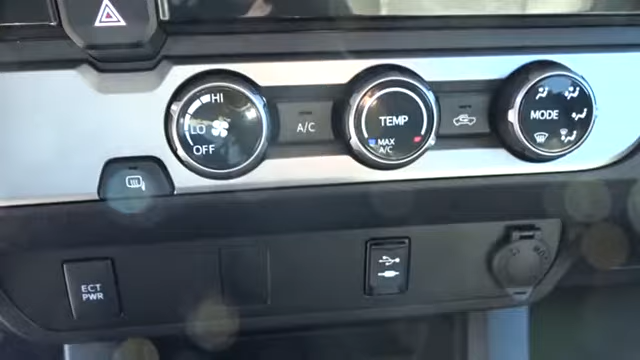 HI
LO
OFF
A/C
TEMP
MAX
A/C
MODE
ECT
PWR